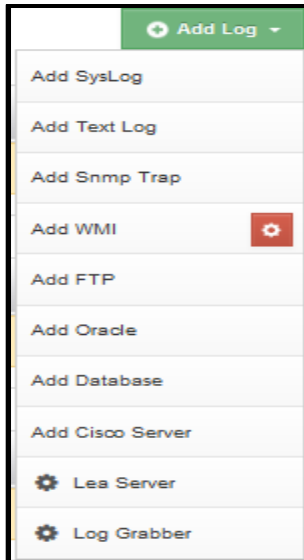 Add Log
Add SysLog
Add Text Log
Add Snmp Trap
Add WMI
Add FTP
Add Oracle
Add Database
Add Cisco Server
Lea Server
Log Grabber